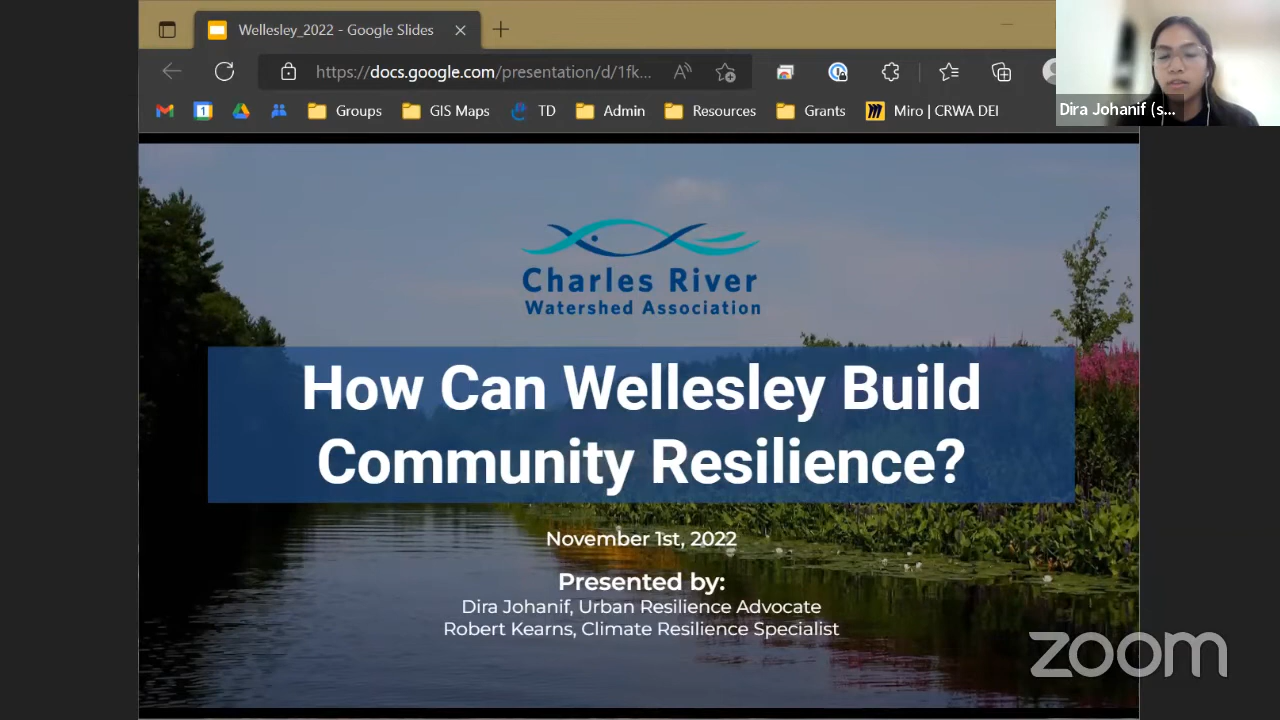 Wellesley_2022 - Google Slides
https://docs.google.com/presentation/d/1fk...
1
Groups
GIS Maps
TD
Admin
Resources
Grants
Miro | CRWA DEI
Dira Johanif (s...
Charles River
Watershed Association
How Can Wellesley Build
Community Resilience?
November 1st, 2022
Presented by:
Dira Johanif, Urban Resilience Advocate
Robert Kearns, Climate Resilience Specialist
zoom